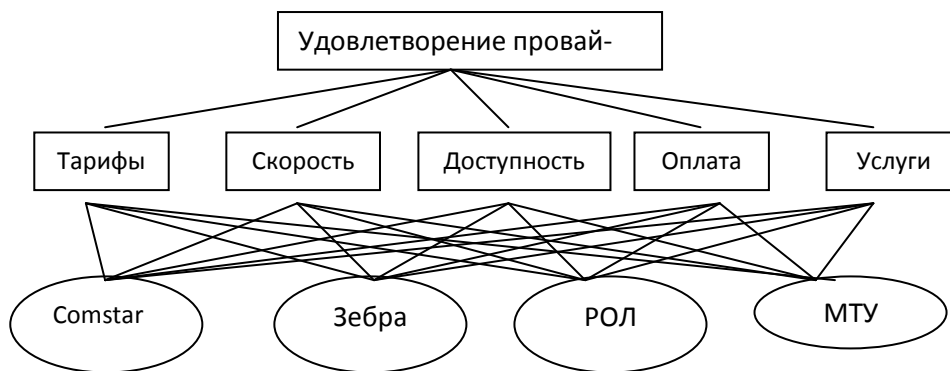 Удовлетворение провай-
Тарифы
Скорость
Доступность
Оплата
Услуги
Comstar
Зебра
РОЛ
МТУ